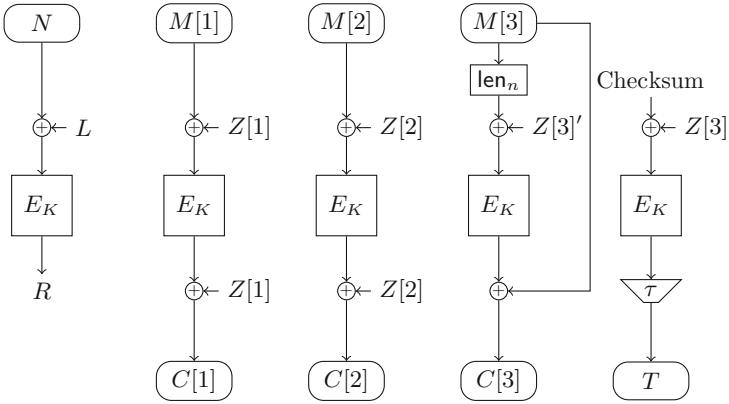 N M[1] M[2] M[3]
len_n
Checksum
L Z[1] Z[2] Z[3]′ Z[3]
E_K E_K E_K E_K E_K
R Z[1] Z[2] τ
C[1] C[2] C[3] T